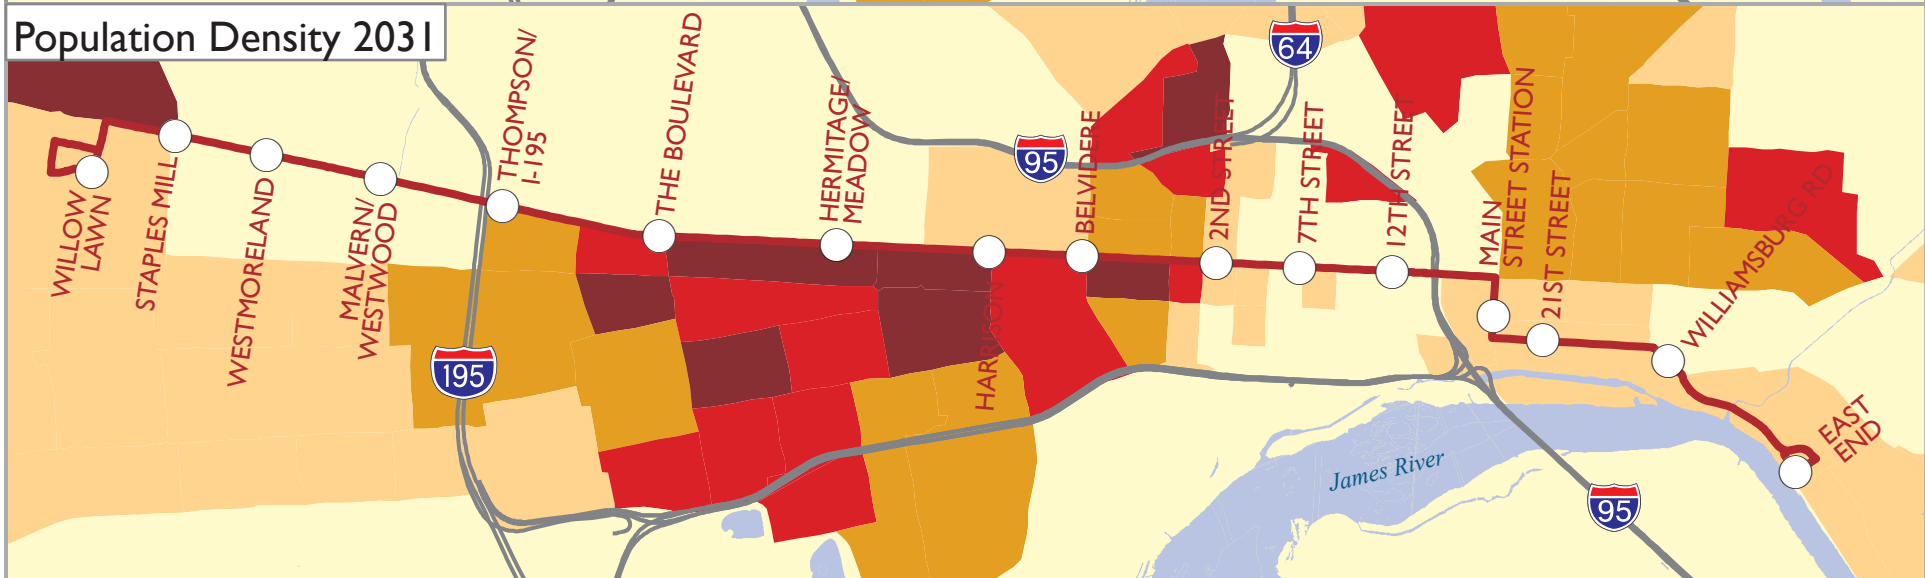 Population Density 2031
WILLOW
LAWN
STAPLES MILL
WESTMORELAND
MALVERN/
WESTWOOD
THOMPSON/
I-195
THE BOULEVARD
HERMITAGE/
MEADOW
HARRISON
BELVIDERE
2ND STREET
7TH STREET
12TH STREET
MAIN
STREET STATION
21ST STREET
WILLIAMSBURG RD
EAST
END
195
95
64
95
James River